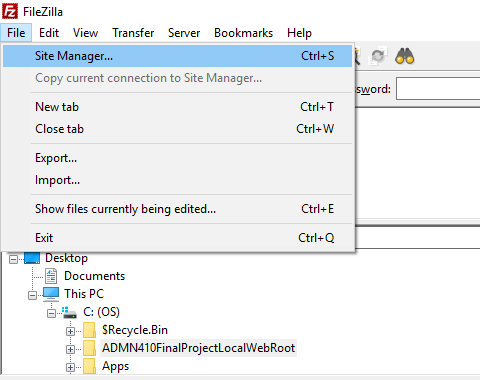 FileZilla
File Edit View Transfer Server Bookmarks Help
Site Manager... Ctrl+S
Copy current connection to Site Manager...
ssword:
New tab Ctrl+T
Close tab Ctrl+W
Export...
Import...
Show files currently being edited... Ctrl+E
Exit Ctrl+Q
Desktop
Documents
This PC
C: (OS)
$Recycle.Bin
ADMN410FinalProjectLocalWebRoot
Apps